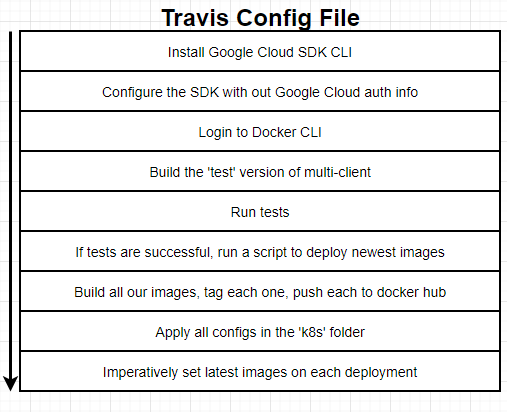 Travis Config File
Install Google Cloud SDK CLI
Configure the SDK with out Google Cloud auth info
Login to Docker CLI
Build the 'test' version of multi-client
Run tests
If tests are successful, run a script to deploy newest images
Build all our images, tag each one, push each to docker hub
Apply all configs in the 'k8s' folder
Imperatively set latest images on each deployment